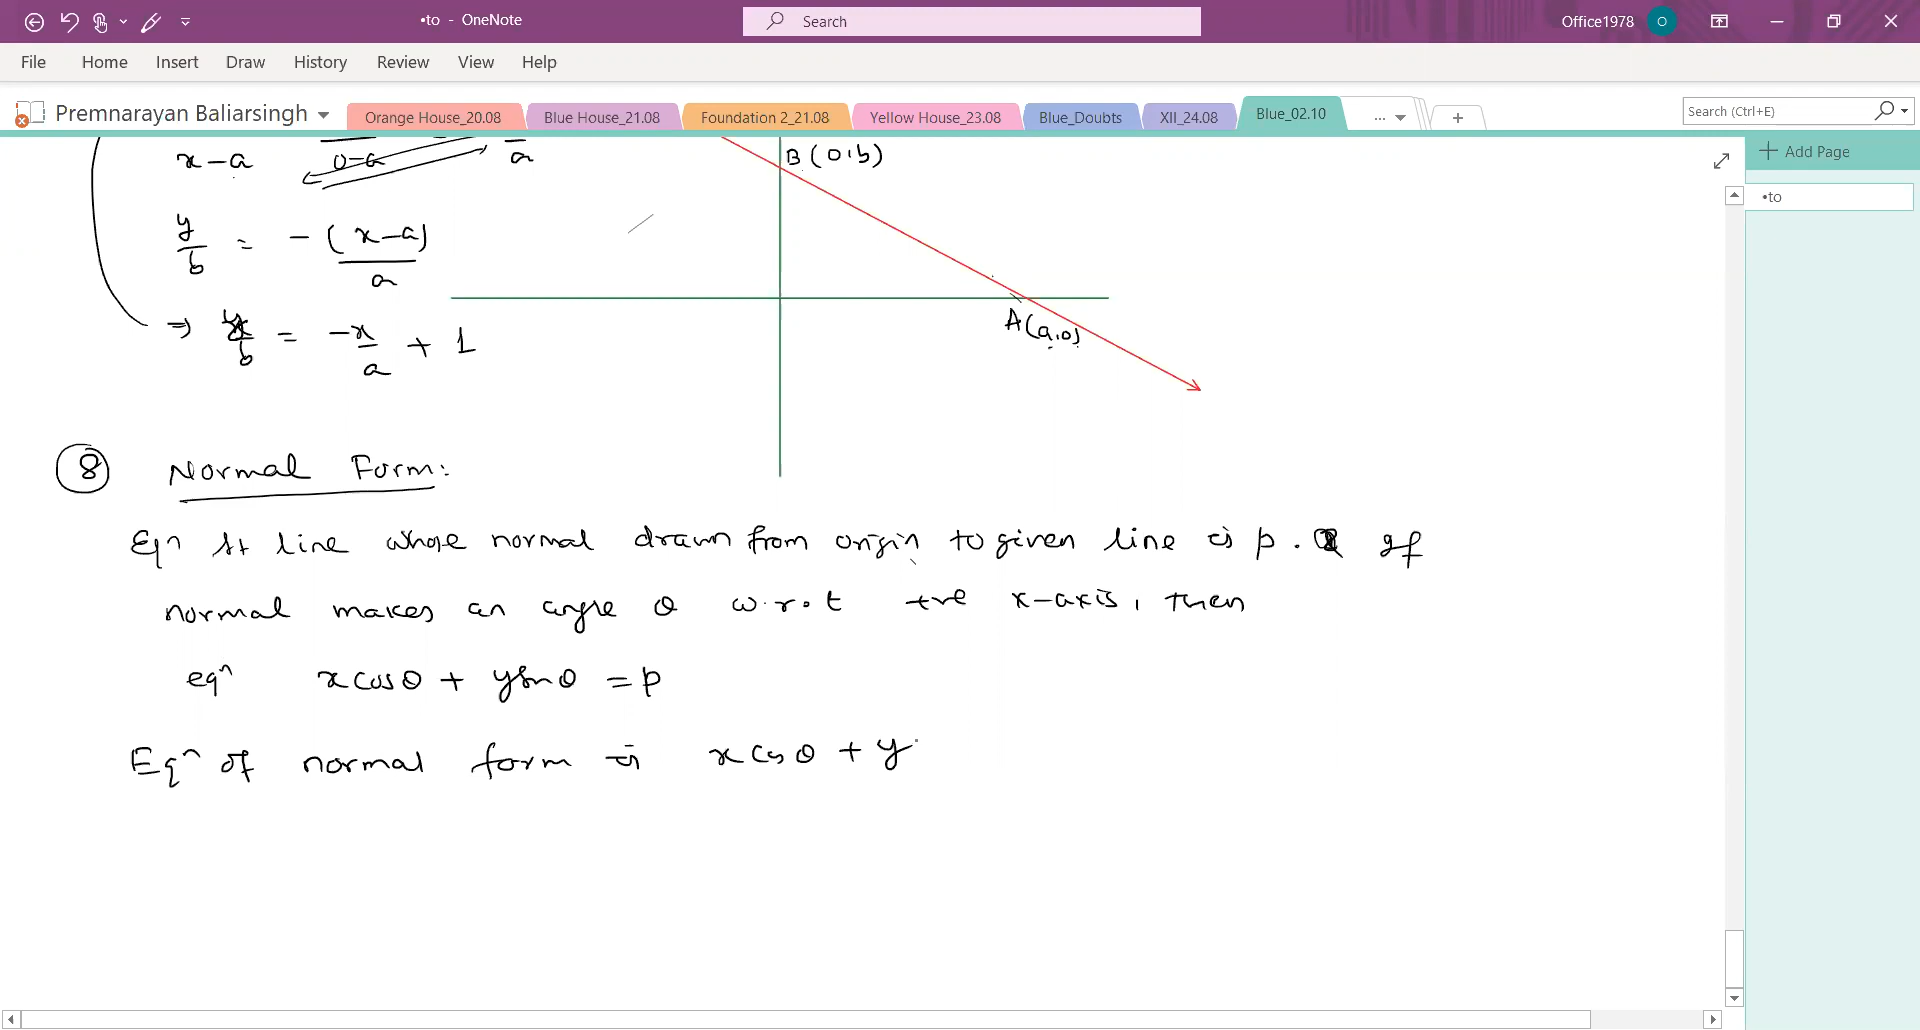 •to - OneNote
Search
Office1978
O
File Home Insert Draw History Review View Help
Premnarayan Baliarsingh
Orange House_20.08 Blue House_21.08 Foundation 2_21.08 Yellow House_23.08 Blue_Doubts XII_24.08 Blue_02.10 ... +
Search (Ctrl+E)
Add Page
•to
x-a 0-a a
B (0,b)
y/b = -(x-a)/a
A(a,0)
⇒ y/b = -x/a + 1
8 Normal Form:
Eqn St line whose normal drawn from origin to given line is p. If
normal makes an angle θ w.r.t +ve x-axis, then
eqn x cosθ + y sinθ = p
Eqn of normal form is x cosθ + y